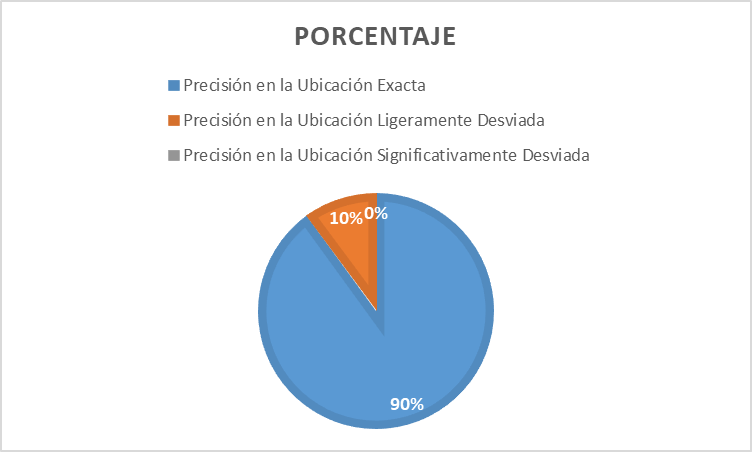 PORCENTAJE
Precisión en la Ubicación Exacta
Precisión en la Ubicación Ligeramente Desviada
Precisión en la Ubicación Significativamente Desviada
10% 0%
90%